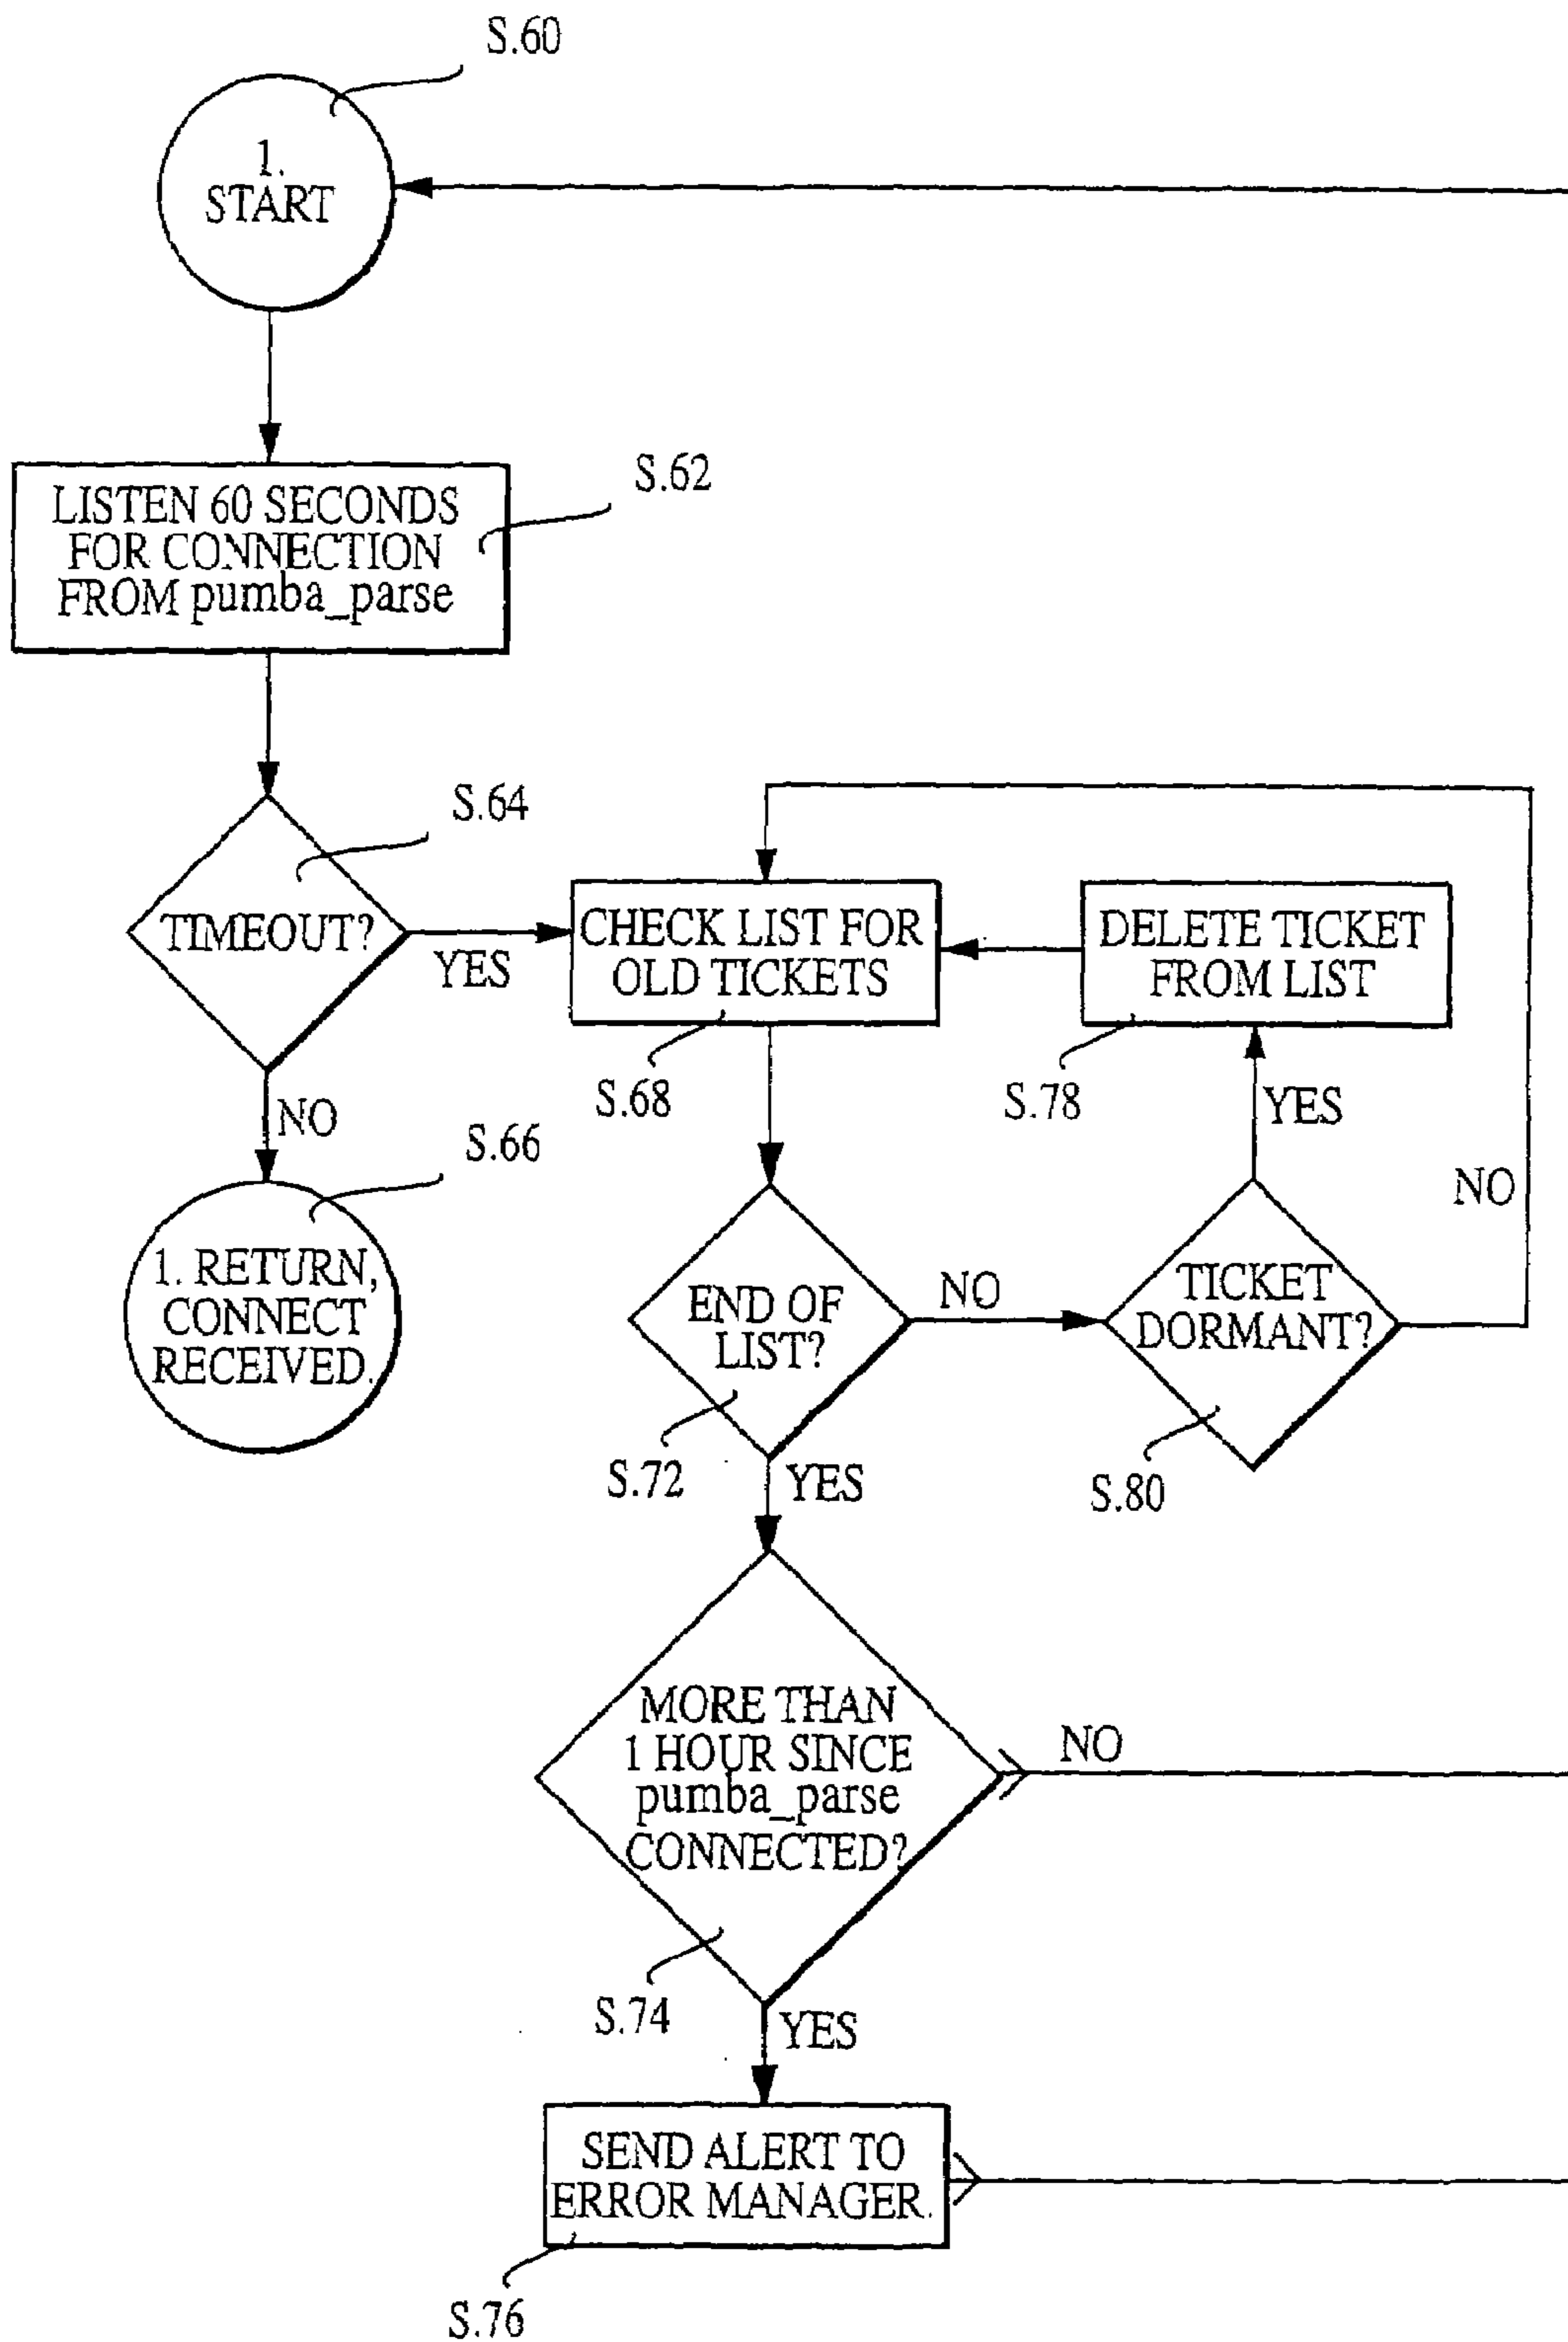 S.60
1.
START
S.62
LISTEN 60 SECONDS
FOR CONNECTION
FROM pumba_parse
S.64
TIMEOUT?
YES
NO
S.66
1. RETURN,
CONNECT
RECEIVED.
CHECK LIST FOR
OLD TICKETS
S.68
DELETE TICKET
FROM LIST
S.78
YES
NO
END OF
LIST?
NO
S.72
YES
TICKET
DORMANT?
S.80
MORE THAN
1 HOUR SINCE
pumba_parse
CONNECTED?
NO
S.74
YES
SEND ALERT TO
ERROR MANAGER.
S.76